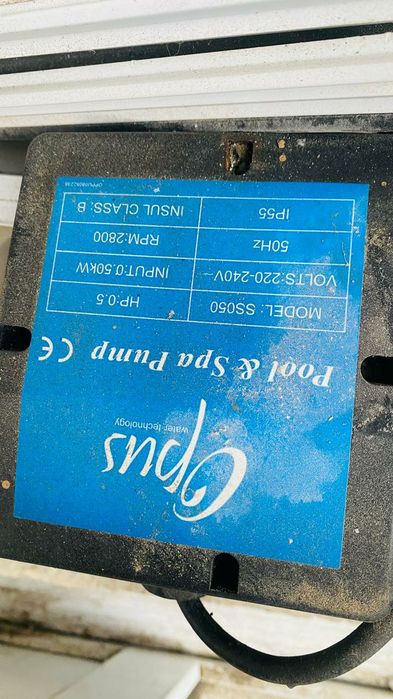 Opus
water technology
Pool & Spa Pump CE
MODEL: SS050 HP:0.5
VOLTS:220-240V~ INPUT:0.50kW
50Hz RPM:2800
IP55 INSUL CLASS: B